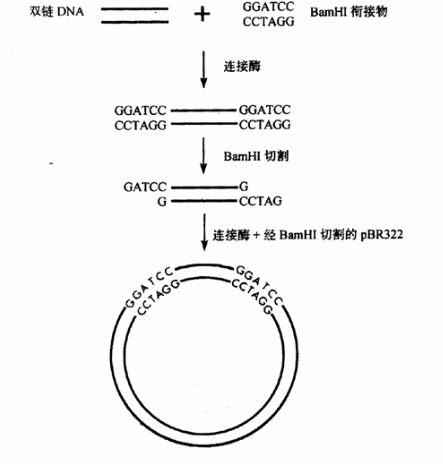 双链 DNA + GGATCC BamHI 衔接物
CCTAGG
连接酶
GGATCC GGATCC
CCTAGG CCTAGG
BamHI 切割
GATCC G
G CCTAG
连接酶 + 经 BamHI 切割的 pBR322
GGATCC GGATCC
CCTAGG CCTAGG